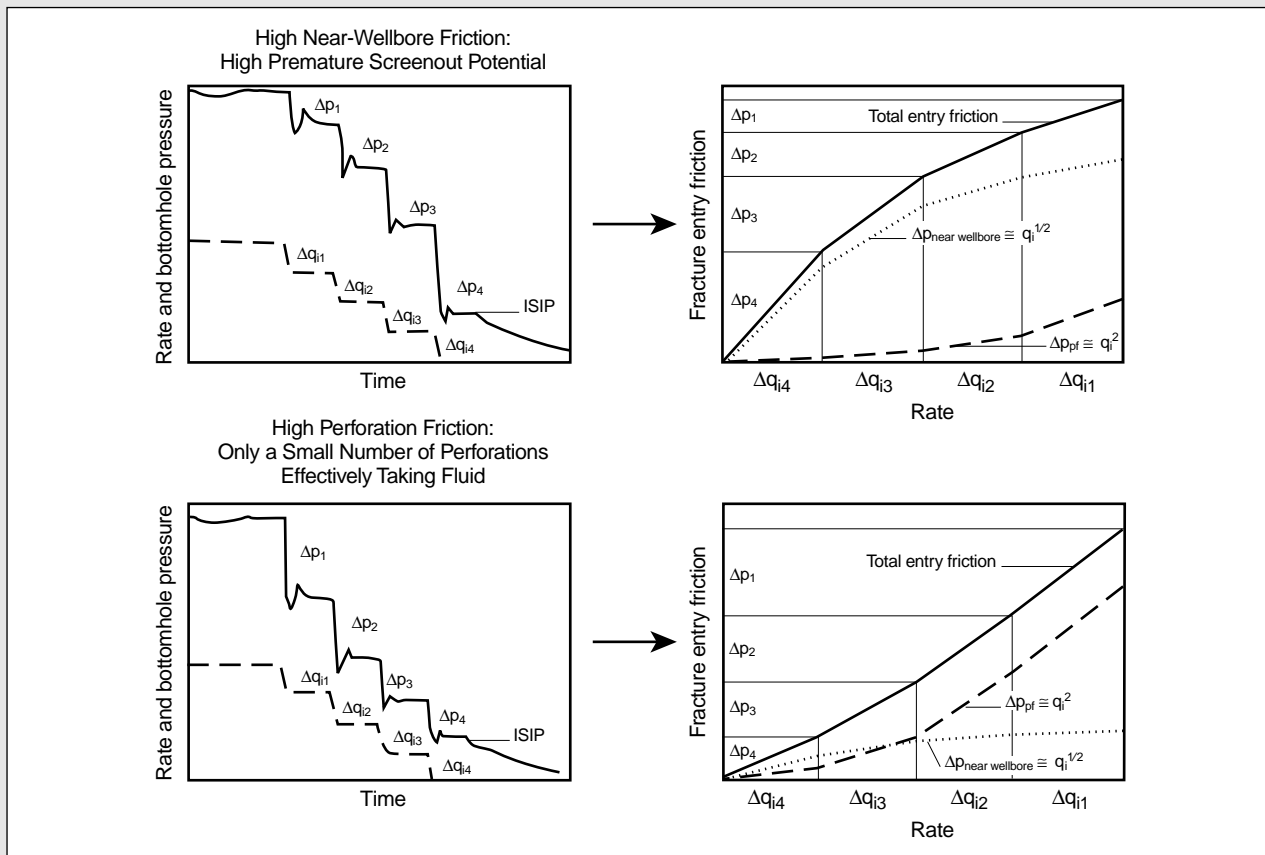 High Near-Wellbore Friction:
High Premature Screenout Potential
Rate and bottomhole pressure
Δp1
Δp2
Δp3
Δp4
ISIP
Δqi1
Δqi2
Δqi3
Δqi4
Time
Fracture entry friction
Δp1
Δp2
Δp3
Δp4
Total entry friction
Δpnear wellbore ≅ qi1/2
Δppf ≅ qi2
Δqi4 Δqi3 Δqi2 Δqi1
Rate
High Perforation Friction:
Only a Small Number of Perforations
Effectively Taking Fluid
Rate and bottomhole pressure
Δp1
Δp2
Δp3
Δp4
ISIP
Δqi1
Δqi2
Δqi3
Δqi4
Time
Fracture entry friction
Δp1
Δp2
Δp3
Δp4
Total entry friction
Δppf ≅ qi2
Δpnear wellbore ≅ qi1/2
Δqi4 Δqi3 Δqi2 Δqi1
Rate